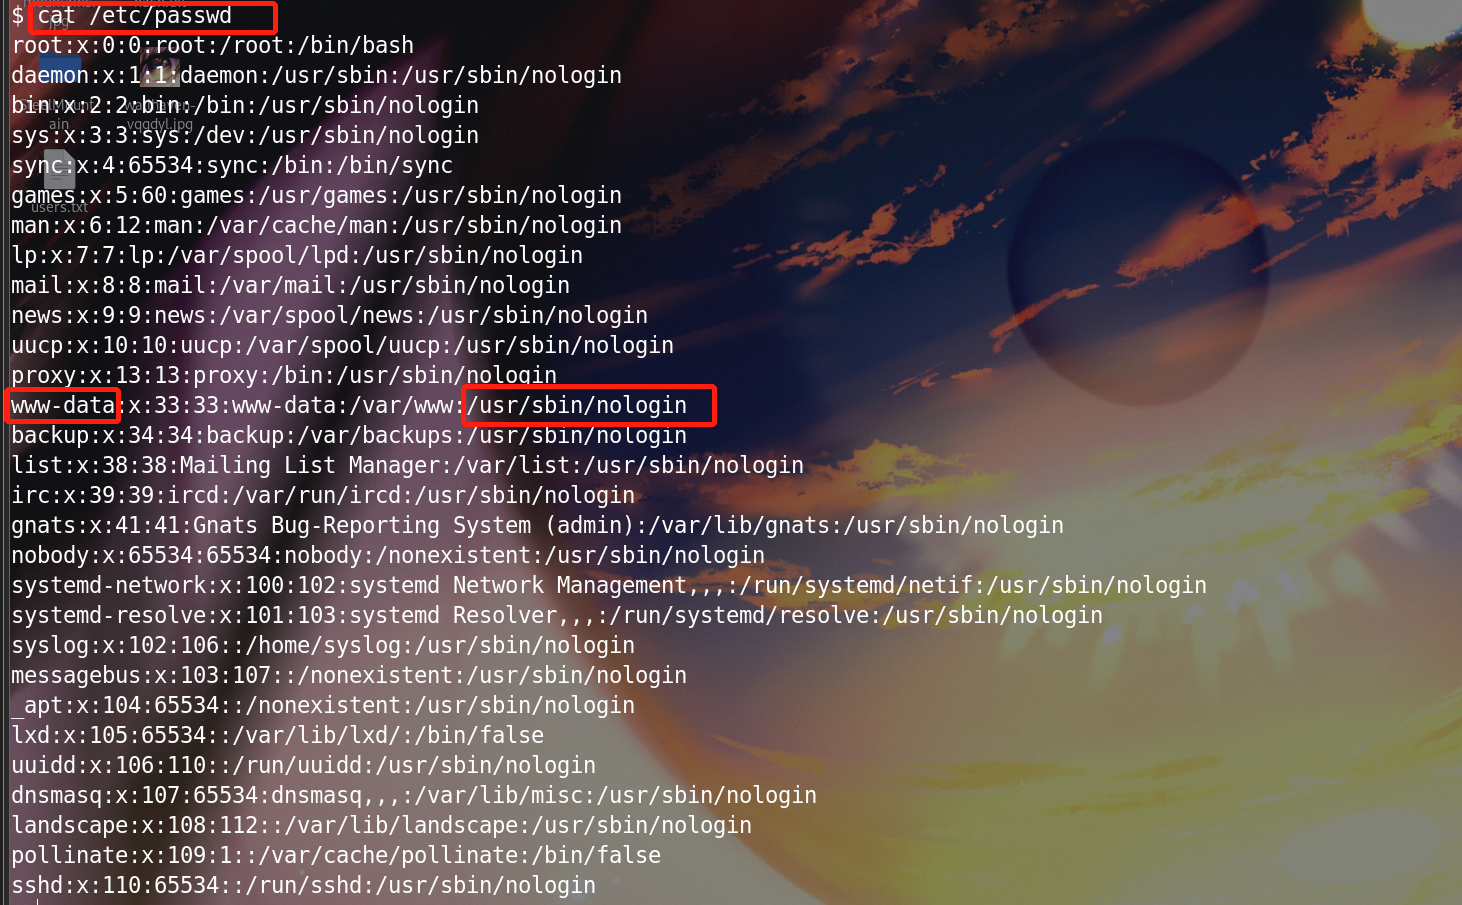 $ cat /etc/passwd
root:x:0:0:root:/root:/bin/bash
daemon:x:1:1:daemon:/usr/sbin:/usr/sbin/nologin
bin:x:2:2:bin:/bin:/usr/sbin/nologin
sys:x:3:3:sys:/dev:/usr/sbin/nologin
sync:x:4:65534:sync:/bin:/bin/sync
games:x:5:60:games:/usr/games:/usr/sbin/nologin
man:x:6:12:man:/var/cache/man:/usr/sbin/nologin
lp:x:7:7:lp:/var/spool/lpd:/usr/sbin/nologin
mail:x:8:8:mail:/var/mail:/usr/sbin/nologin
news:x:9:9:news:/var/spool/news:/usr/sbin/nologin
uucp:x:10:10:uucp:/var/spool/uucp:/usr/sbin/nologin
proxy:x:13:13:proxy:/bin:/usr/sbin/nologin
www-data:x:33:33:www-data:/var/www:/usr/sbin/nologin
backup:x:34:34:backup:/var/backups:/usr/sbin/nologin
list:x:38:38:Mailing List Manager:/var/list:/usr/sbin/nologin
irc:x:39:39:ircd:/var/run/ircd:/usr/sbin/nologin
gnats:x:41:41:Gnats Bug-Reporting System (admin):/var/lib/gnats:/usr/sbin/nologin
nobody:x:65534:65534:nobody:/nonexistent:/usr/sbin/nologin
systemd-network:x:100:102:systemd Network Management,,,:/run/systemd/netif:/usr/sbin/nologin
systemd-resolve:x:101:103:systemd Resolver,,,:/run/systemd/resolve:/usr/sbin/nologin
syslog:x:102:106::/home/syslog:/usr/sbin/nologin
messagebus:x:103:107::/nonexistent:/usr/sbin/nologin
_apt:x:104:65534::/nonexistent:/usr/sbin/nologin
lxd:x:105:65534::/var/lib/lxd/:/bin/false
uuidd:x:106:110::/run/uuidd:/usr/sbin/nologin
dnsmasq:x:107:65534:dnsmasq,,,:/var/lib/misc:/usr/sbin/nologin
landscape:x:108:112::/var/lib/landscape:/usr/sbin/nologin
pollinate:x:109:1::/var/cache/pollinate:/bin/false
sshd:x:110:65534::/run/sshd:/usr/sbin/nologin
jpg
ain
vqgdyl.jpg
users.txt